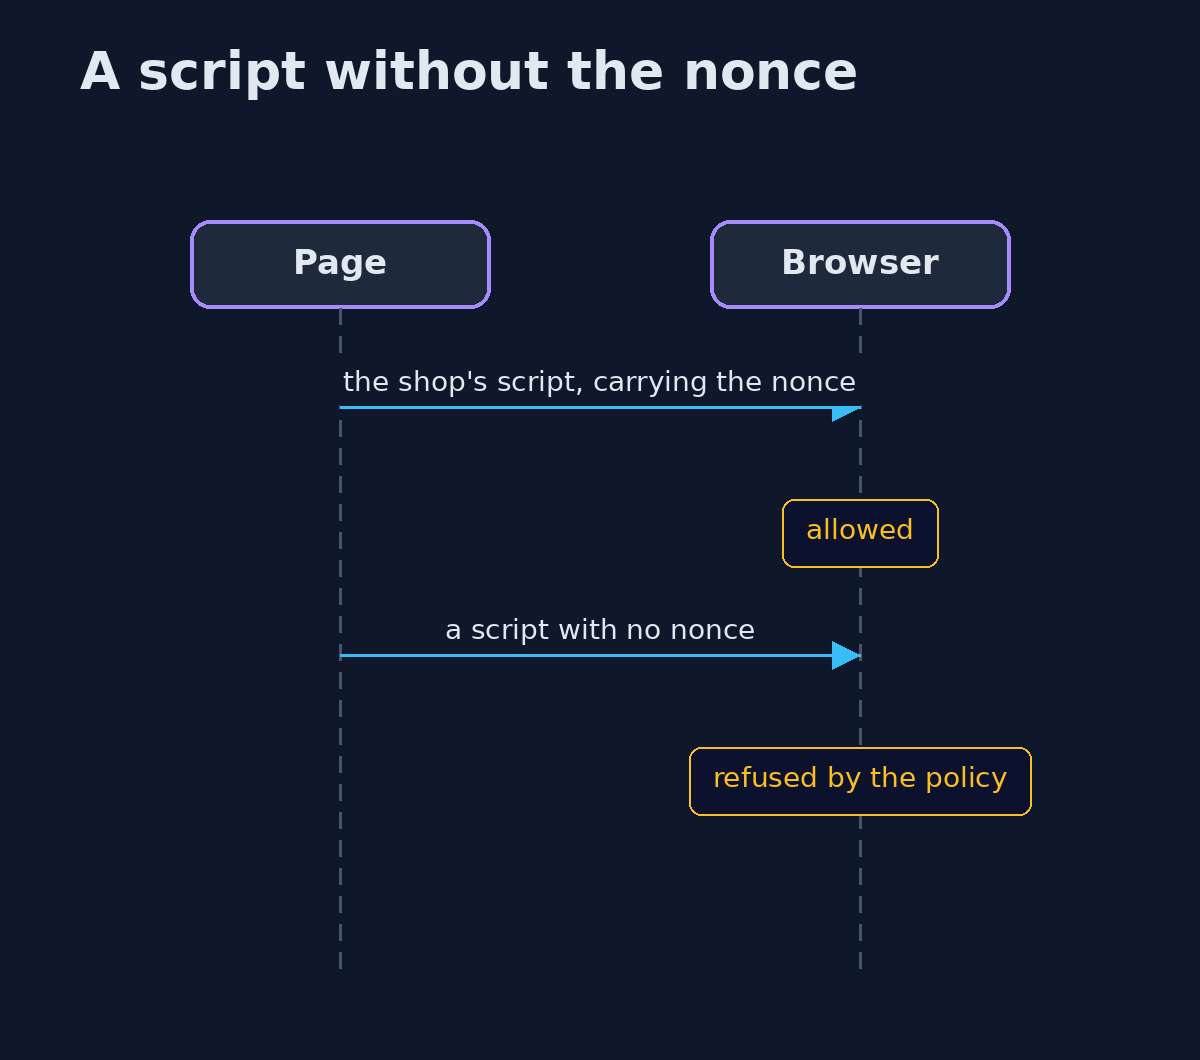 A script without the nonce
Page
Browser
the shop's script, carrying the nonce
allowed
a script with no nonce
refused by the policy